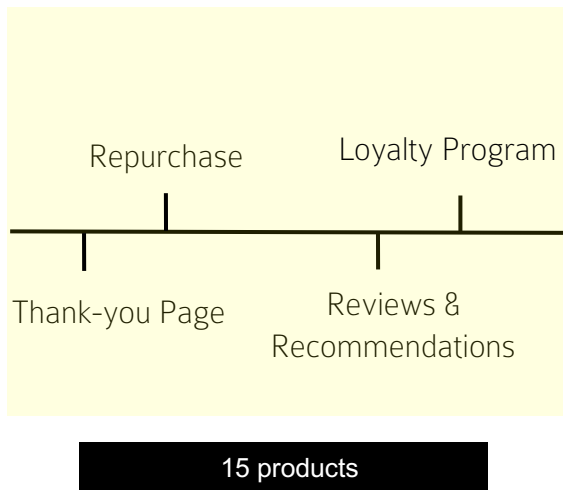 Repurchase
Loyalty Program
Thank-you Page
Reviews &
Recommendations
15 products